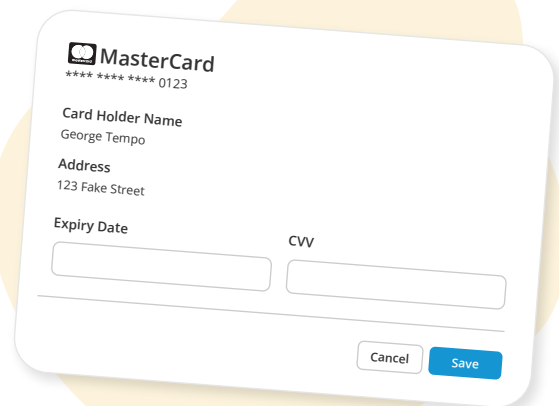 MasterCard
**** **** **** 0123
Card Holder Name
George Tempo
Address
123 Fake Street
Expiry Date
CVV
Cancel
Save